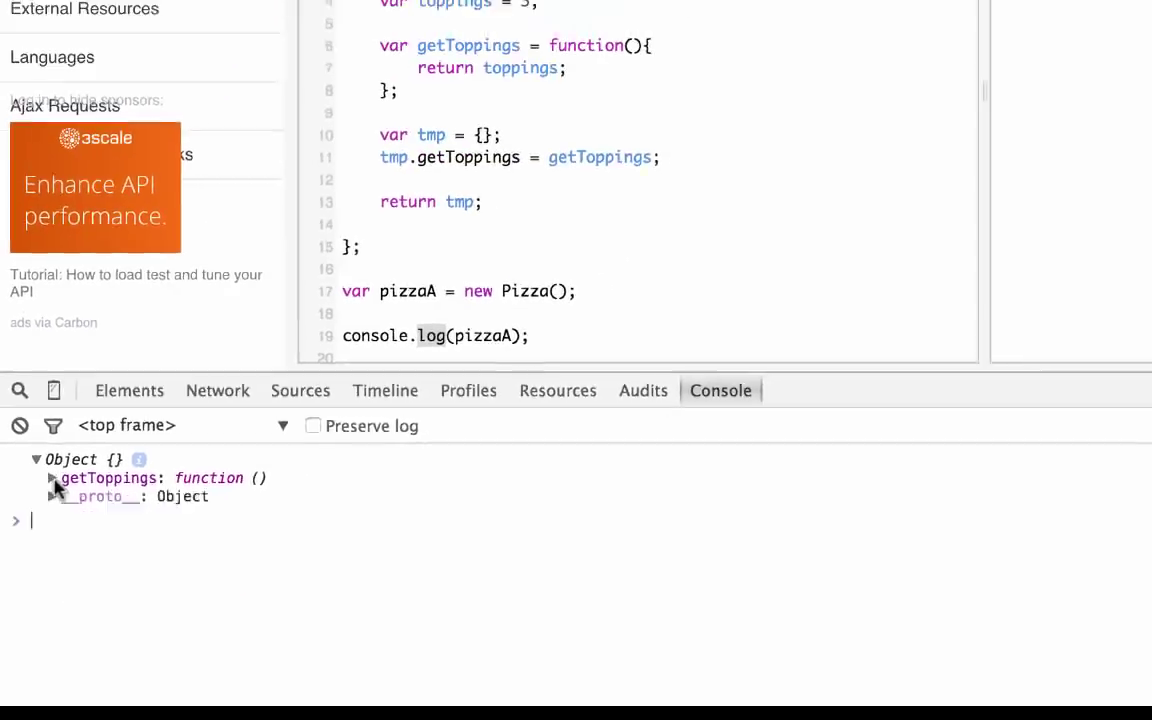 External Resources
Languages
Log in to hide sponsors:
Ajax Requests
ks
3scale
Enhance API
performance.
Tutorial: How to load test and tune your
API
ads via Carbon
4 var toppings = 3;
5
6 var getToppings = function(){
7 return toppings;
8 };
9
10 var tmp = {};
11 tmp.getToppings = getToppings;
12
13 return tmp;
14
15 };
16
17 var pizzaA = new Pizza();
18
19 console.log(pizzaA);
20
Elements Network Sources Timeline Profiles Resources Audits Console
<top frame> Preserve log
Object {} i
getToppings: function ()
__proto__: Object
>